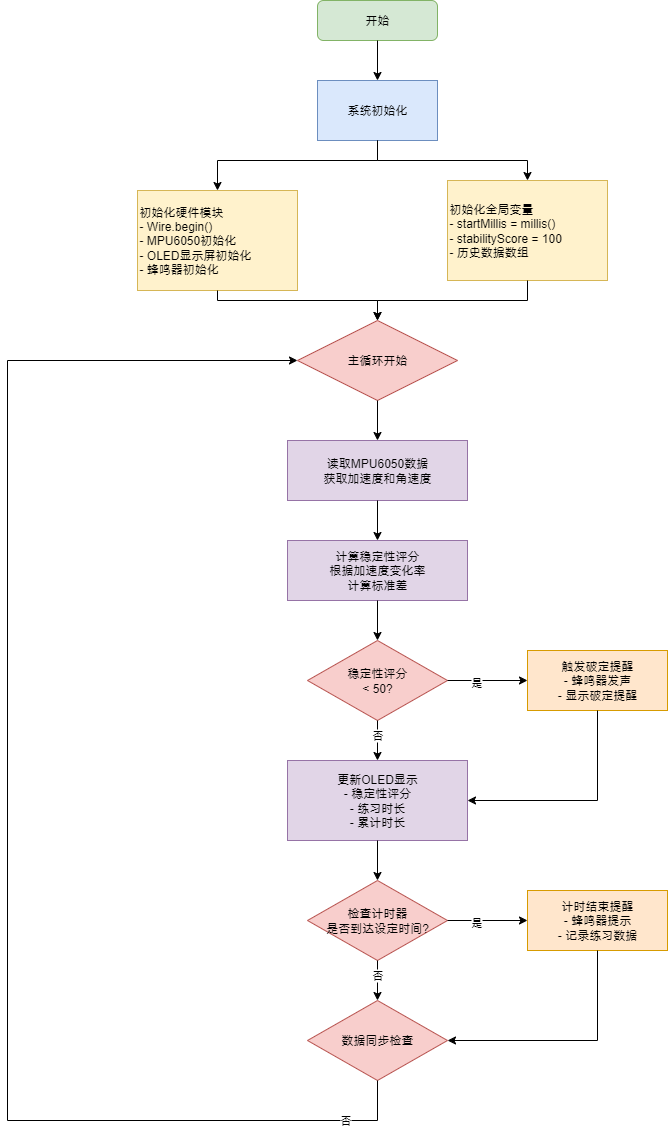 开始
系统初始化
初始化硬件模块
- Wire.begin()
- MPU6050初始化
- OLED显示屏初始化
- 蜂鸣器初始化
初始化全局变量
- startMillis = millis()
- stabilityScore = 100
- 历史数据数组
主循环开始
读取MPU6050数据
获取加速度和角速度
计算稳定性评分
根据加速度变化率
计算标准差
稳定性评分
< 50?
是
触发破定提醒
- 蜂鸣器发声
- 显示破定提醒
否
更新OLED显示
- 稳定性评分
- 练习时长
- 累计时长
检查计时器
是否到达设定时间?
是
计时结束提醒
- 蜂鸣器提示
- 记录练习数据
否
数据同步检查
否